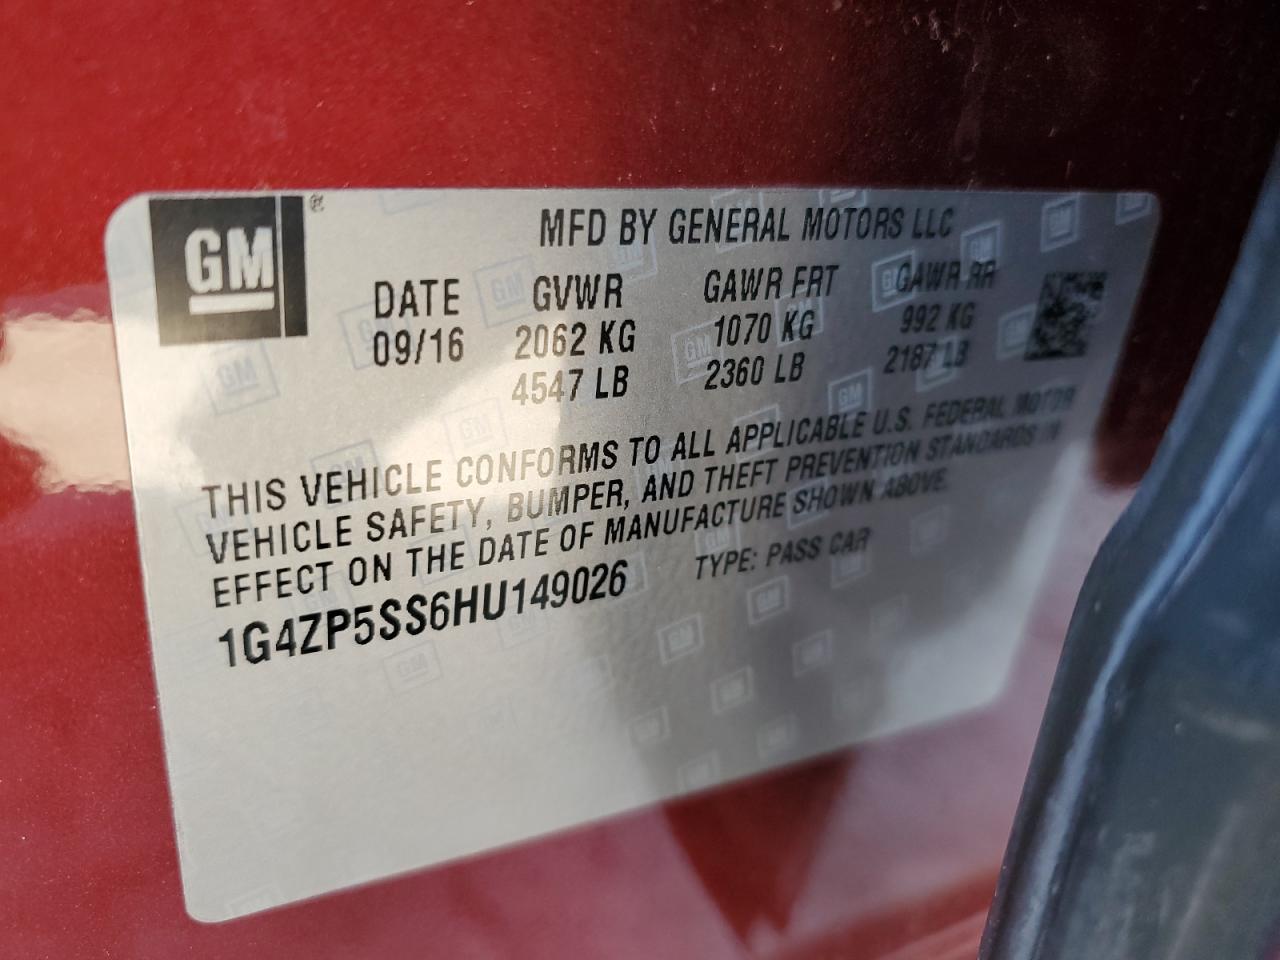 GM ®
MFD BY GENERAL MOTORS LLC
DATE GVWR GAWR FRT GAWR RR
09/16 2062 KG 1070 KG 992 KG
4547 LB 2360 LB 2187 LB
THIS VEHICLE CONFORMS TO ALL APPLICABLE U.S. FEDERAL MOTOR
VEHICLE SAFETY, BUMPER, AND THEFT PREVENTION STANDARDS IN
EFFECT ON THE DATE OF MANUFACTURE SHOWN ABOVE.
1G4ZP5SS6HU149026 TYPE: PASS CAR